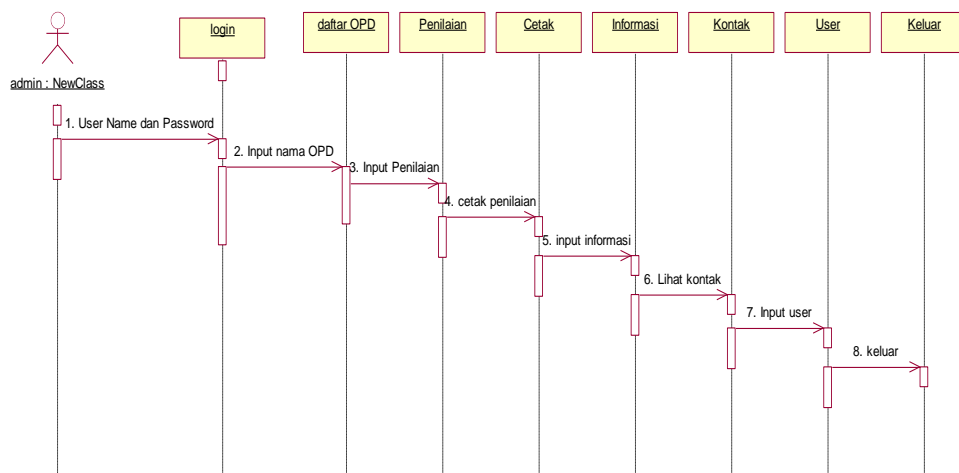 login
daftar OPD
Penilaian
Cetak
Informasi
Kontak
User
Keluar
admin : NewClass
1. User Name dan Password
2. Input nama OPD
3. Input Penilaian
4. cetak penilaian
5. input informasi
6. Lihat kontak
7. Input user
8. keluar